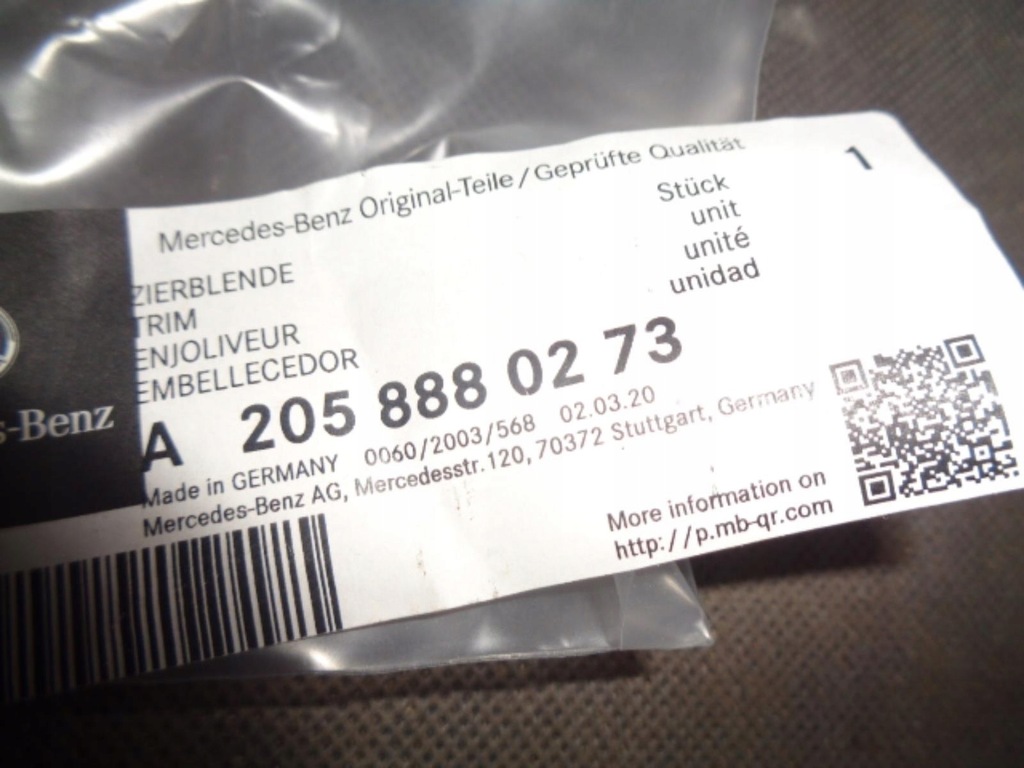 Mercedes-Benz Original-Teile/Geprüfte Qualität
1
Stück
unit
unité
unidad
ZIERBLENDE
TRIM
ENJOLIVEUR
EMBELLECEDOR
s-Benz
A 205 888 02 73
Made in GERMANY 0060/2003/568 02.03.20
Mercedes-Benz AG, Mercedesstr.120, 70372 Stuttgart, Germany
More information on
http://p.mb-qr.com